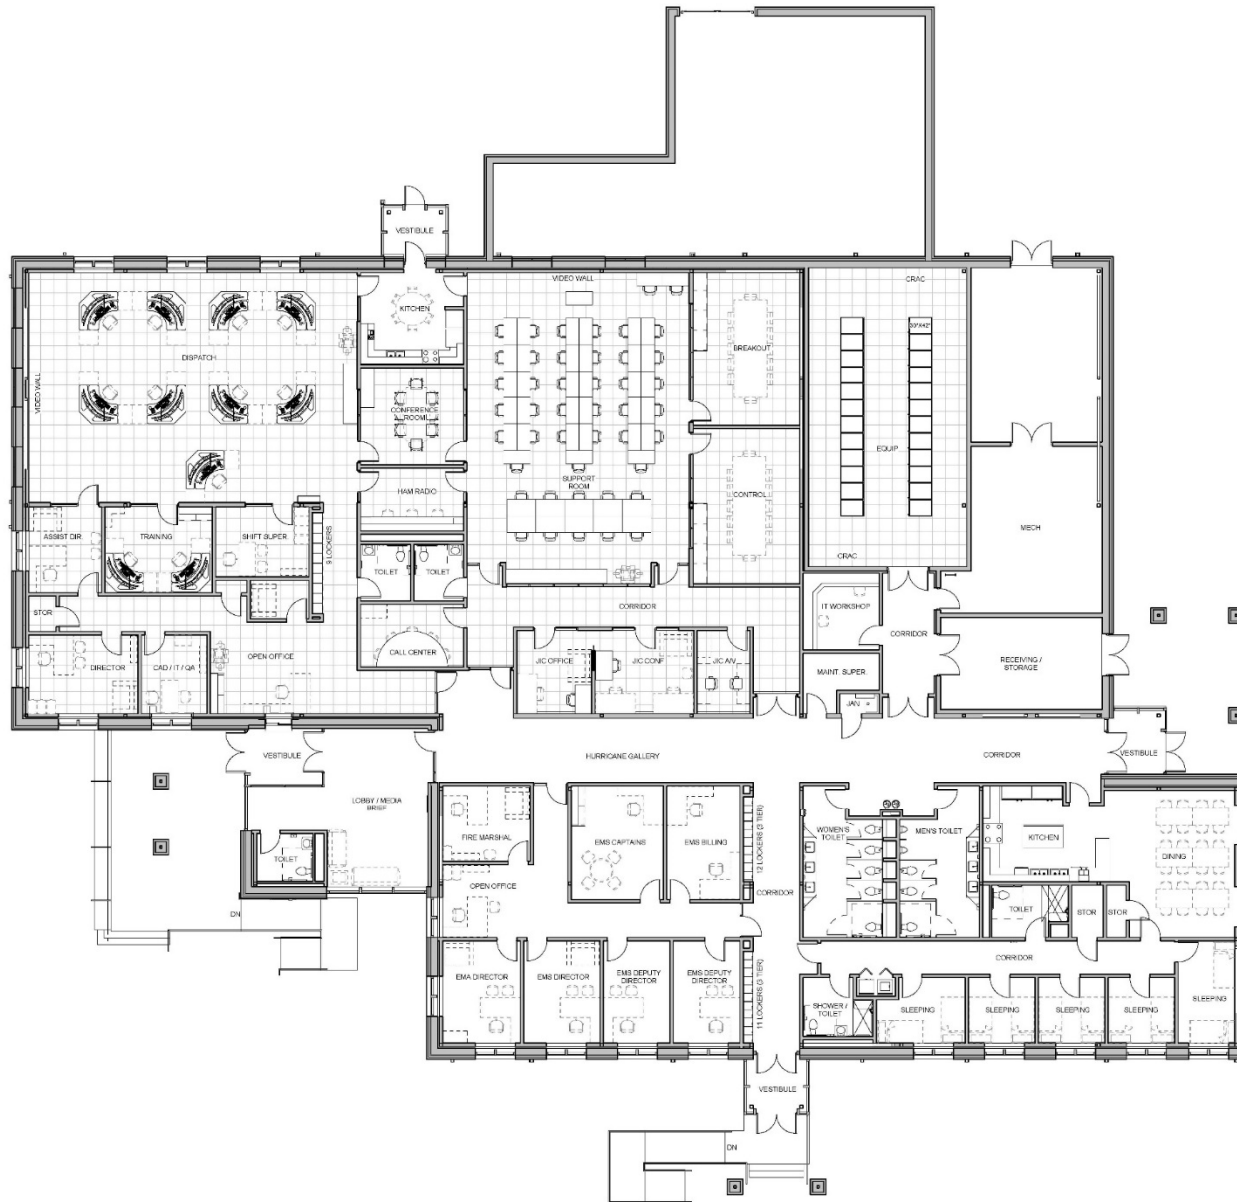 VESTIBULE
VIDEO WALL
CRAC
KITCHEN
33"X42"
DISPATCH
BREAKOUT
VIDEO WALL
CONFERENCE
ROOM
EQUIP
SUPPORT
ROOM
HAM RADIO
CONTROL
MECH
ASSIST DIR.
TRAINING
SHIFT SUPER.
9 LOCKERS
CRAC
TOILET
TOILET
STOR
CORRIDOR
IT WORKSHOP
CORRIDOR
CALL CENTER
OPEN OFFICE
DIRECTOR
CAD / IT / QA
JIC OFFICE
JIC CONF
JIC A/V
RECEIVING /
STORAGE
MAINT. SUPER.
JAN
VESTIBULE
HURRICANE GALLERY
CORRIDOR
VESTIBULE
LOBBY / MEDIA
BRIEF
FIRE MARSHAL
EMS CAPTAINS
EMS BILLING
12 LOCKERS (3 TIER)
WOMEN'S
TOILET
MEN'S TOILET
KITCHEN
DINING
TOILET
OPEN OFFICE
CORRIDOR
TOILET
STOR
STOR
DN
CORRIDOR
EMA DIRECTOR
EMS DIRECTOR
EMS DEPUTY
DIRECTOR
EMS DEPUTY
DIRECTOR
11 LOCKERS (3 TIER)
SHOWER /
TOILET
SLEEPING
SLEEPING
SLEEPING
SLEEPING
SLEEPING
VESTIBULE
DN